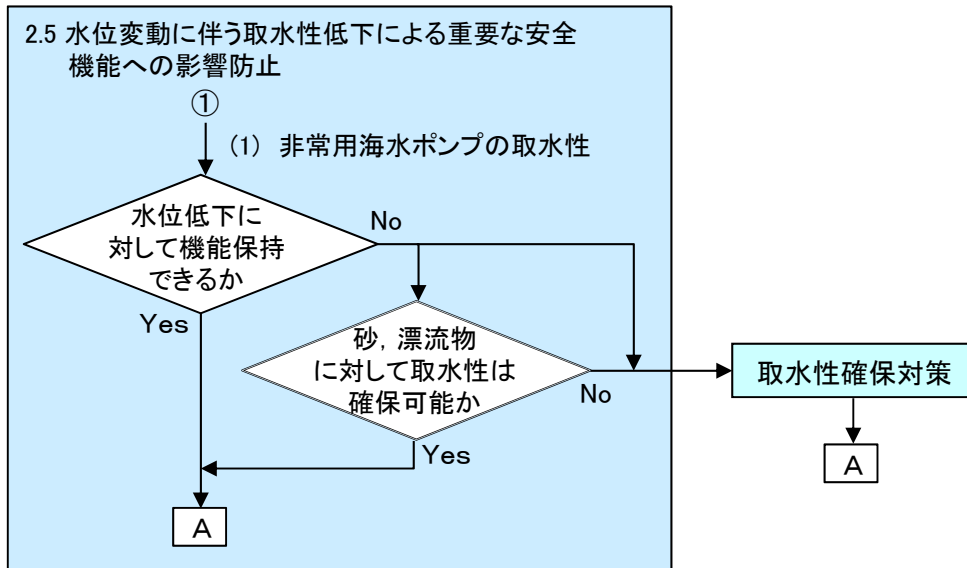 2.5 水位変動に伴う取水性低下による重要な安全
機能への影響防止
①
(1) 非常用海水ポンプの取水性
水位低下に
対して機能保持
できるか
No
Yes
砂，漂流物
に対して取水性は
確保可能か
No
Yes
取水性確保対策
A
A